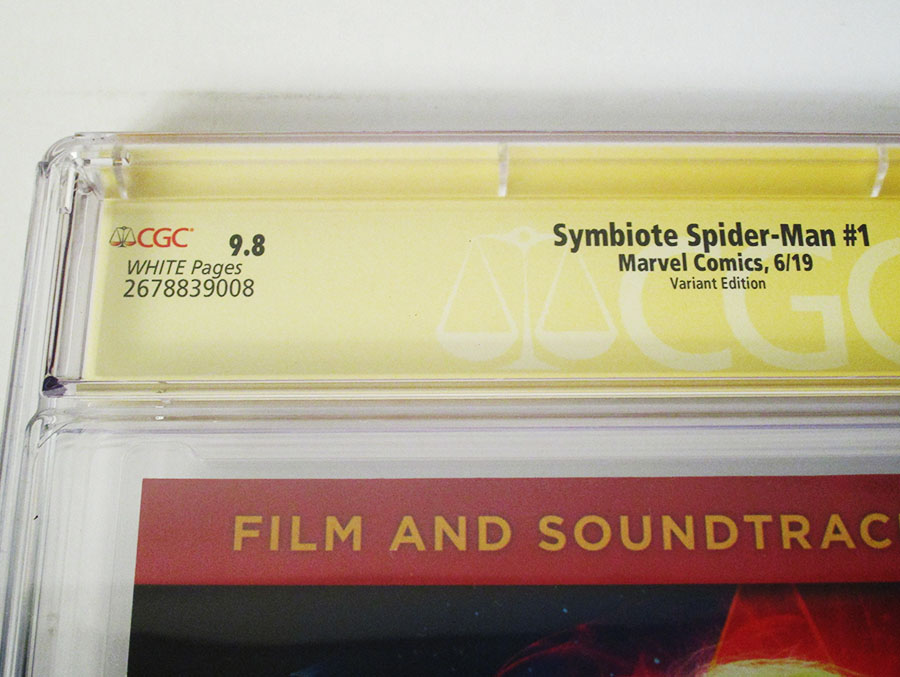 CGC 9.8
WHITE Pages
2678839008
Symbiote Spider-Man #1
Marvel Comics, 6/19
Variant Edition
CGC
FILM AND SOUNDTRAC